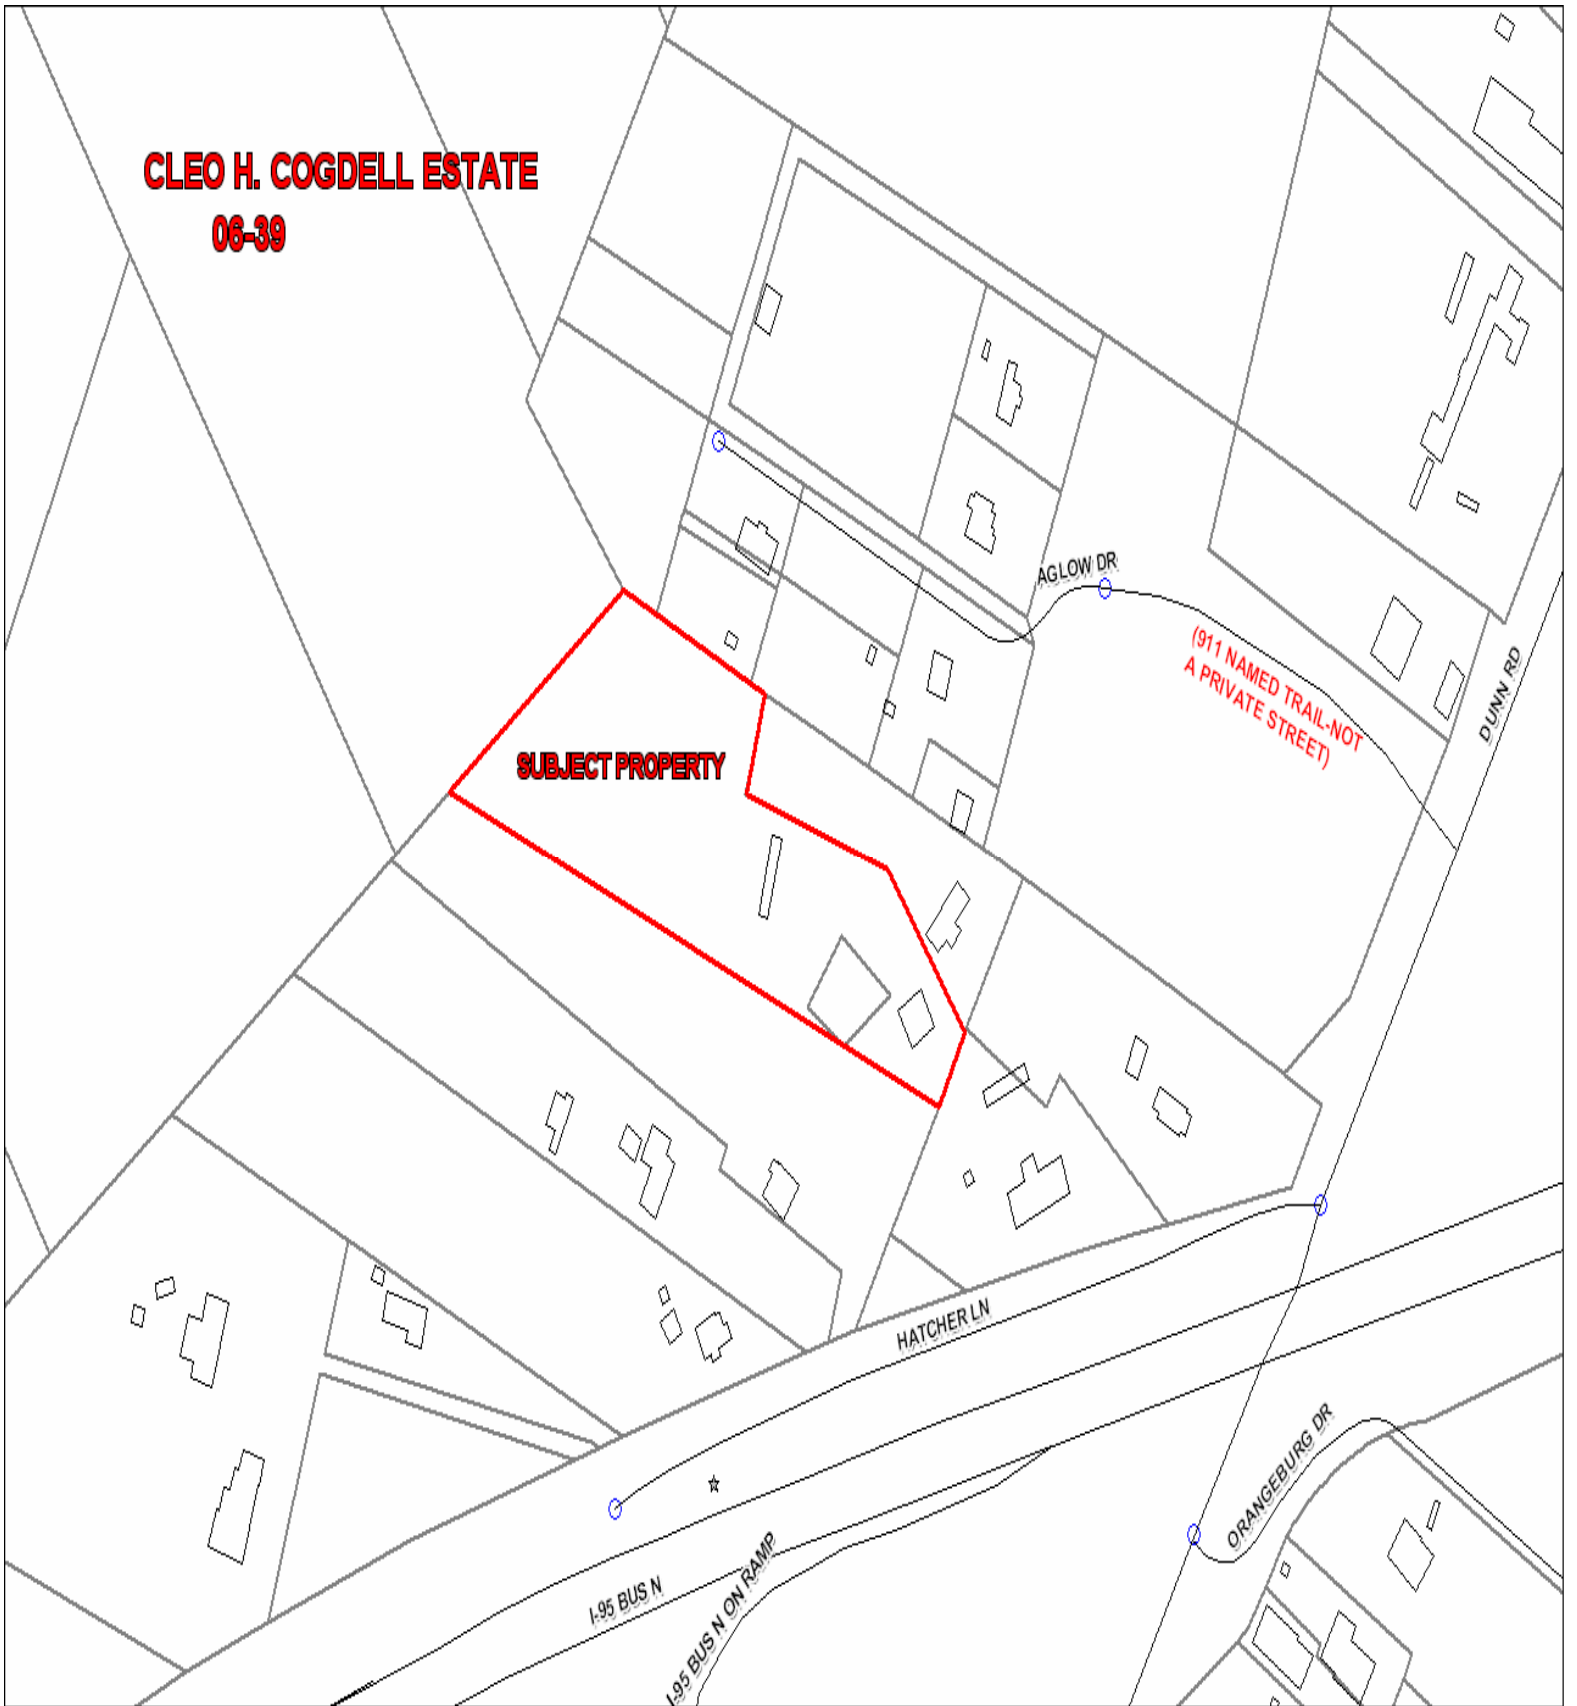 CLEO H. COGDELL ESTATE
06-39
AGLOW DR
(911 NAMED TRAIL-NOT
A PRIVATE STREET)
DUNN RD
SUBJECT PROPERTY
HATCHER LN
ORANGEBURG DR
I-95 BUS N
I-95 BUS N ON RAMP